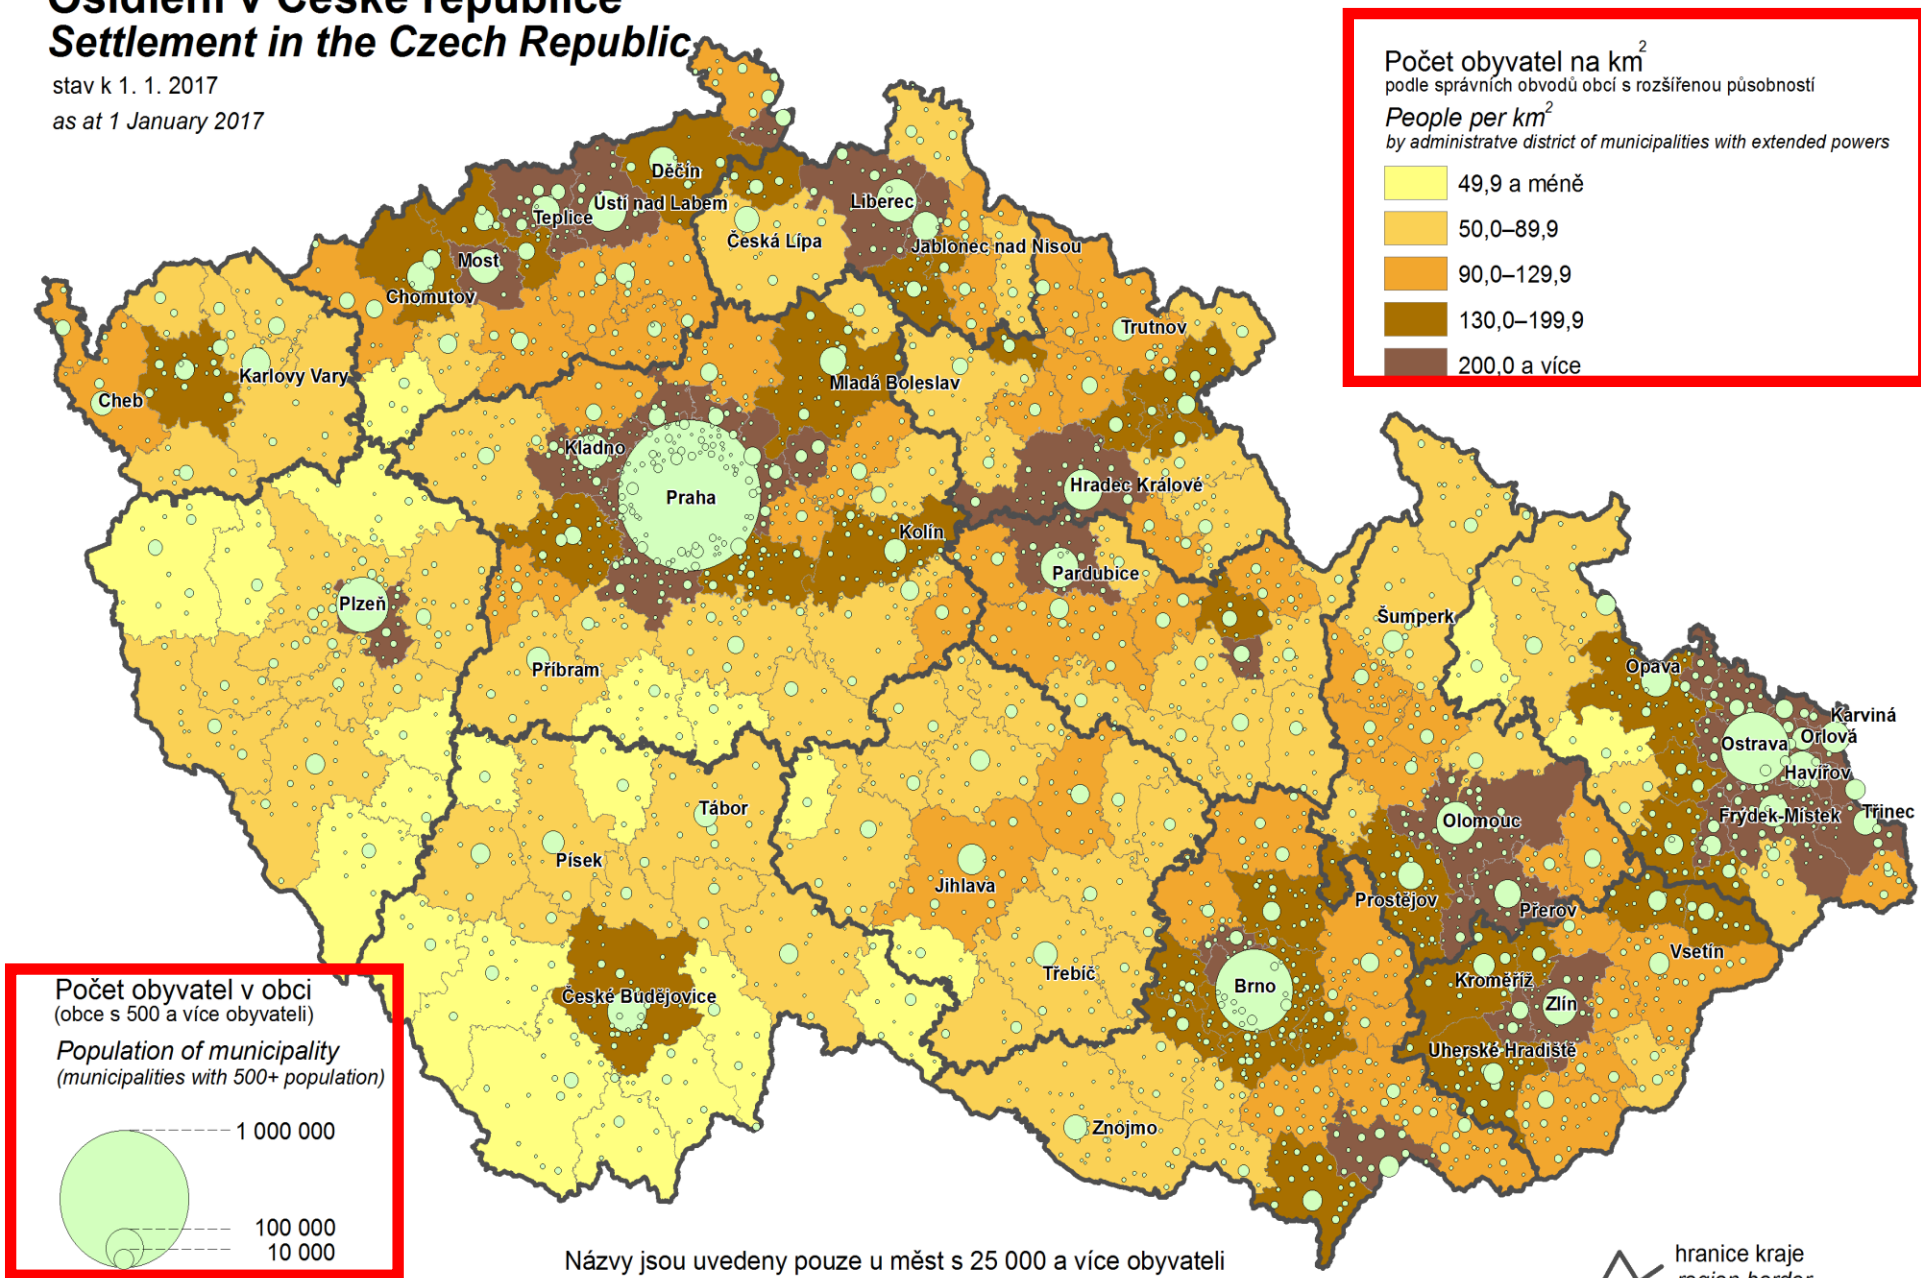 Osídlení v České republice
Settlement in the Czech Republic
stav k 1. 1. 2017
as at 1 January 2017
Počet obyvatel na km2
podle správních obvodů obcí s rozšířenou působností
People per km2
by administratve district of municipalities with extended powers
49,9 a méně
50,0–89,9
90,0–129,9
130,0–199,9
200,0 a více
Děčín
Ústí nad Labem
Teplice
Liberec
Česká Lípa
Jablonec nad Nisou
Most
Chomutov
Trutnov
Karlovy Vary
Mladá Boleslav
Cheb
Kladno
Hradec Králové
Praha
Kolín
Pardubice
Plzeň
Šumperk
Příbram
Opava
Karviná
Orlová
Ostrava
Havířov
Tábor
Třinec
Frýdek-Místek
Olomouc
Písek
Jihlava
Prostějov
Přerov
Vsetín
Třebíč
Kroměříž
Brno
České Budějovice
Zlín
Uherské Hradiště
Znojmo
Počet obyvatel v obci
(obce s 500 a více obyvateli)
Population of municipality
(municipalities with 500+ population)
1 000 000
100 000
10 000
Názvy jsou uvedeny pouze u měst s 25 000 a více obyvateli
hranice kraje
region border